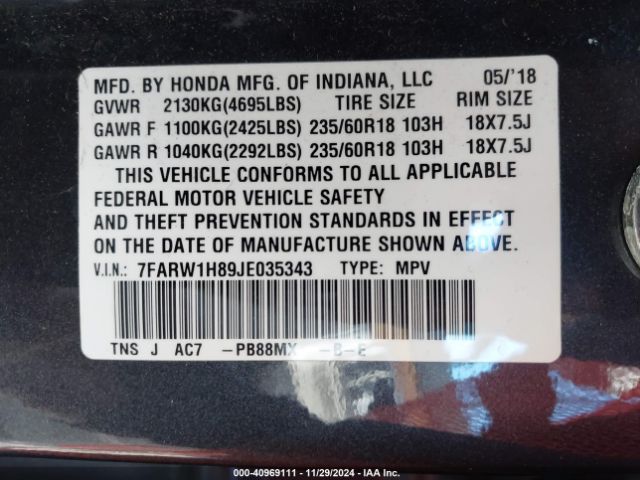 MFD. BY HONDA MFG. OF INDIANA, LLC 05/'18
GVWR 2130KG(4695LBS) TIRE SIZE RIM SIZE
GAWR F 1100KG(2425LBS) 235/60R18 103H 18X7.5J
GAWR R 1040KG(2292LBS) 235/60R18 103H 18X7.5J
THIS VEHICLE CONFORMS TO ALL APPLICABLE
FEDERAL MOTOR VEHICLE SAFETY
AND THEFT PREVENTION STANDARDS IN EFFECT
ON THE DATE OF MANUFACTURE SHOWN ABOVE.
V.I.N.: 7FARW1H89JE035343 TYPE: MPV
TNS J AC7 -PB88MX -B-E
000-40969111 - 11/29/2024 - IAA Inc.